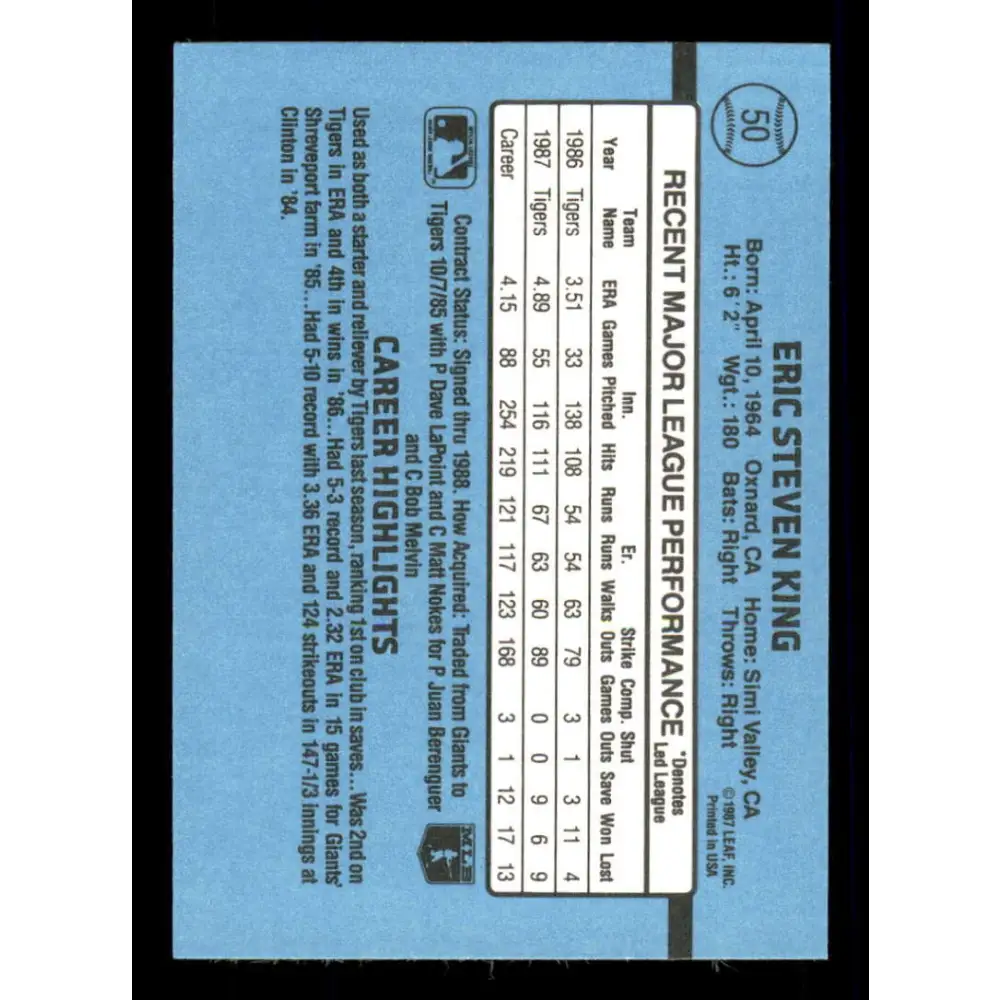 50
ERIC STEVEN KING
Born: April 10, 1964 Oxnard, CA Home: Simi Valley, CA
Ht.: 6'2" Wgt.: 180 Bats: Right Throws: Right
©1987 LEAF, INC.
Printed in USA
RECENT MAJOR LEAGUE PERFORMANCE *Denotes Led League
Team Inn. Er. Strike Comp. Shut
Year Name ERA Games Pitched Hits Runs Runs Walks Outs Games Outs Save Won Lost
1986 Tigers 3.51 33 138 108 54 54 63 79 3 1 3 11 4
1987 Tigers 4.89 55 116 111 67 63 60 89 0 0 9 6 9
Career 4.15 88 254 219 121 117 123 168 3 1 12 17 13
Contract Status: Signed thru 1988. How Acquired: Traded from Giants to
Tigers 10/7/85 with P Dave LaPoint and C Matt Nokes for P Juan Berenguer
and C Bob Melvin
MLB
CAREER HIGHLIGHTS
Used as both a starter and reliever by Tigers last season, ranking 1st on club in saves...Was 2nd on
Tigers in ERA and 4th in wins in '86...Had 5-3 record and 2.32 ERA in 15 games for Giants'
Shreveport farm in '85...Had 5-10 record with 3.36 ERA and 124 strikeouts in 147-1/3 innings at
Clinton in '84.